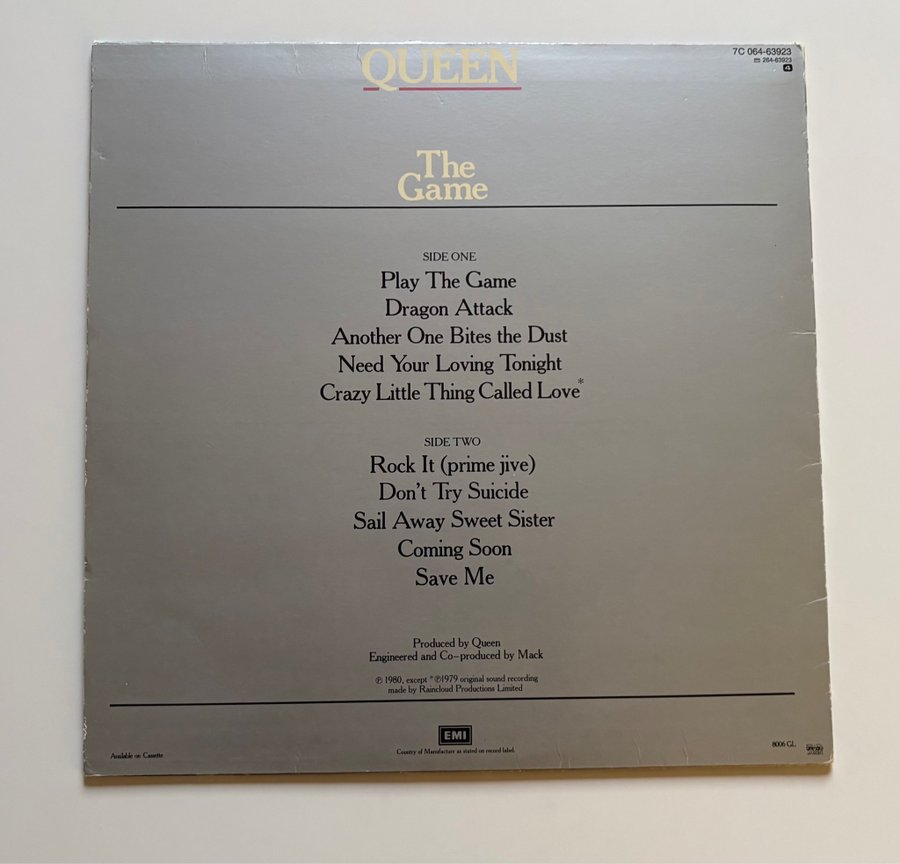 QUEEN
7C 064-63923
264-63923
4
The
Game
SIDE ONE
Play The Game
Dragon Attack
Another One Bites the Dust
Need Your Loving Tonight
Crazy Little Thing Called Love*
SIDE TWO
Rock It (prime jive)
Don't Try Suicide
Sail Away Sweet Sister
Coming Soon
Save Me
Produced by Queen
Engineered and Co-produced by Mack
℗ 1980, except *℗1979 original sound recording
made by Raincloud Productions Limited
EMI
Country of Manufacture as stated on record label.
Available on Cassette
8006 GL